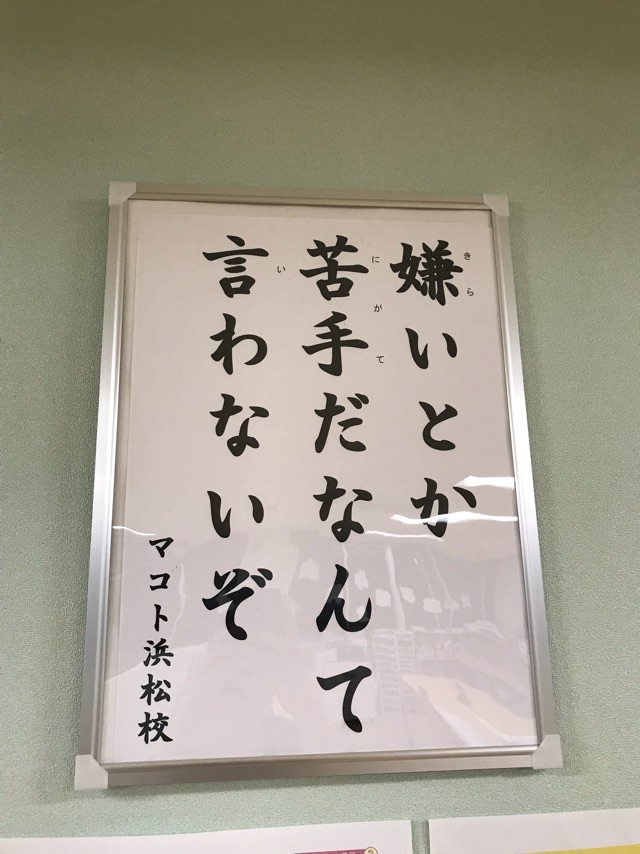 嫌いとか
苦手だなんて
言わないぞ
マコト浜松校